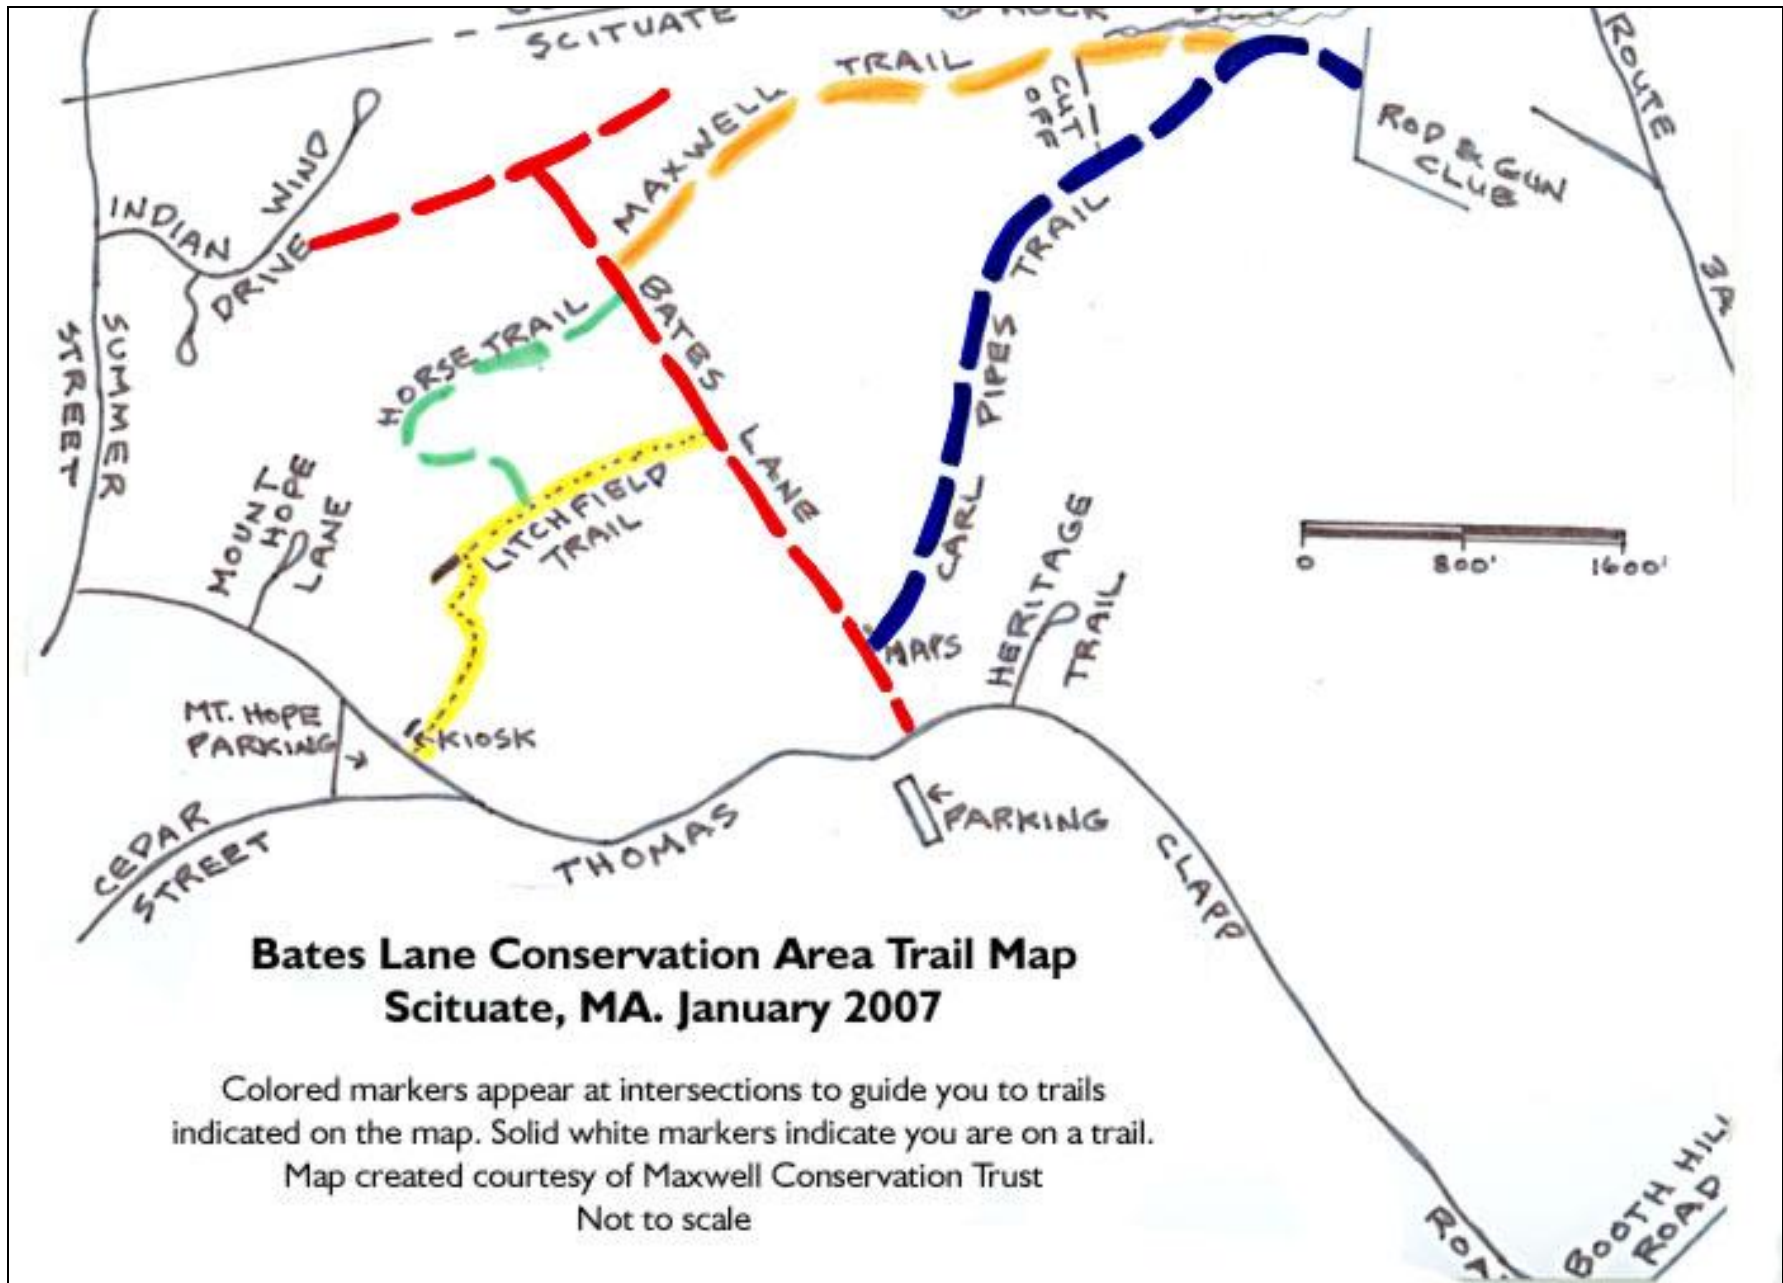 SCITUATE
TRAIL
MAXWELL
CUT
OFF
ROUTE
3A
ROD & GUN
CLUB
INDIAN
WIND
DRIVE
SUMMER
STREET
HORSE TRAIL
BATES
LANE
CARL
PIPES
TRAIL
LITCHFIELD
TRAIL
MOUNT
HOPE
LANE
HERITAGE
TRAIL
0 800' 1600'
MAPS
MT. HOPE
PARKING
KIOSK
CEDAR
STREET
THOMAS
PARKING
CLAPP
BOOTH HILL
ROAD
Bates Lane Conservation Area Trail Map
Scituate, MA. January 2007
Colored markers appear at intersections to guide you to trails
indicated on the map. Solid white markers indicate you are on a trail.
Map created courtesy of Maxwell Conservation Trust
Not to scale